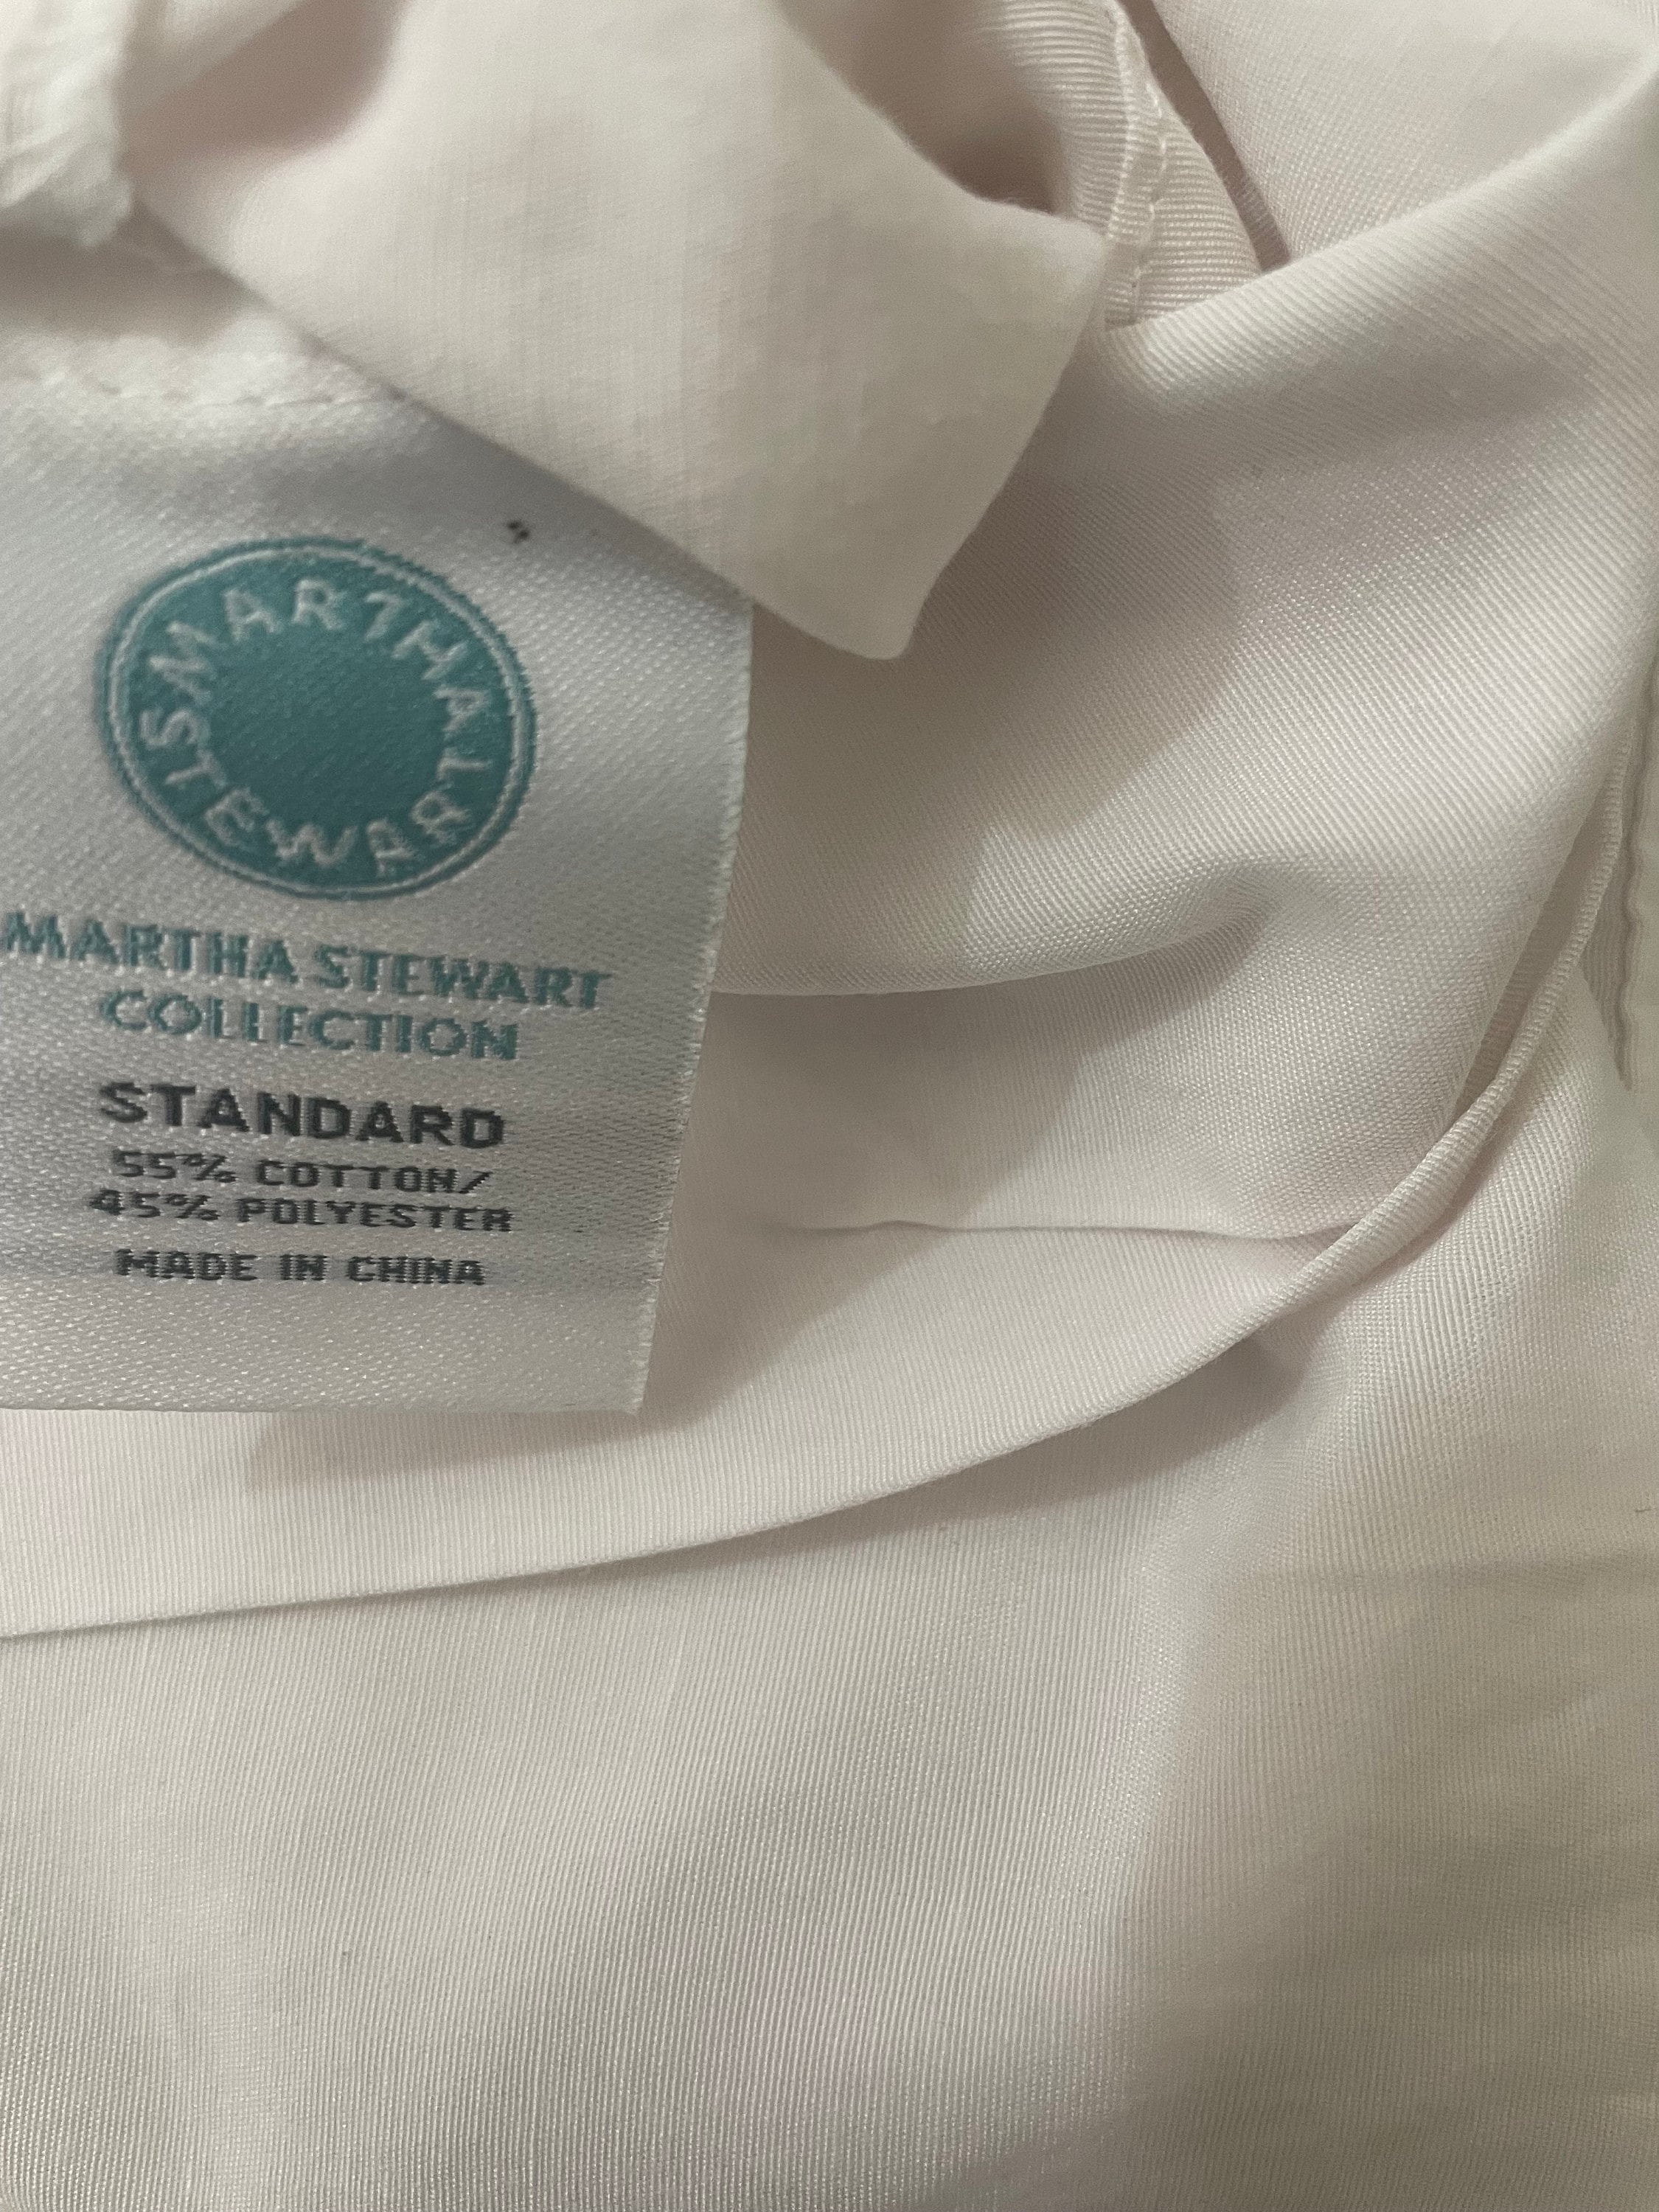 MARTHA
STEWART
MARTHA STEWART
COLLECTION
STANDARD
55% COTTON/
45% POLYESTER
MADE IN CHINA